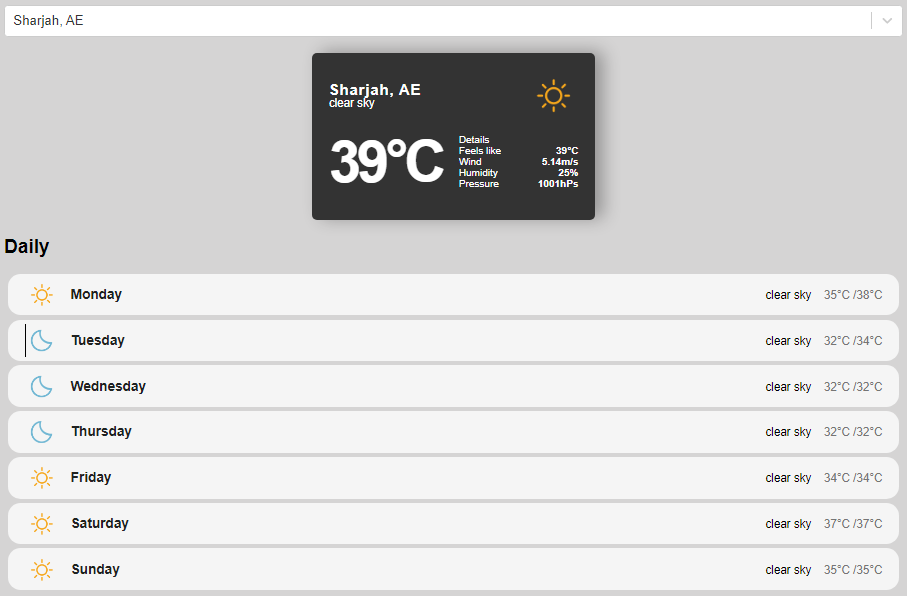 Sharjah, AE
Sharjah, AE
clear sky
39°C
Details
Feels like 39°C
Wind 5.14m/s
Humidity 25%
Pressure 1001hPs
Daily
Monday clear sky 35°C /38°C
Tuesday clear sky 32°C /34°C
Wednesday clear sky 32°C /32°C
Thursday clear sky 32°C /32°C
Friday clear sky 34°C /34°C
Saturday clear sky 37°C /37°C
Sunday clear sky 35°C /35°C